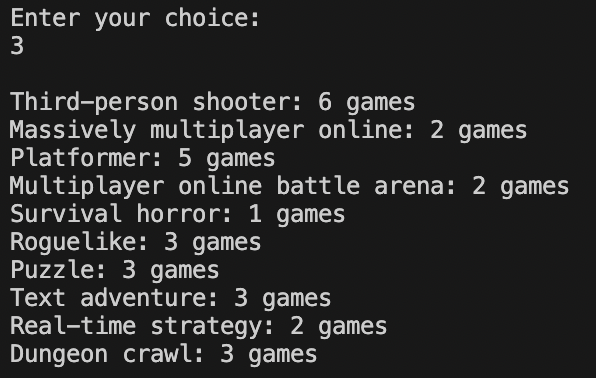 Enter your choice:
3
Third-person shooter: 6 games
Massively multiplayer online: 2 games
Platformer: 5 games
Multiplayer online battle arena: 2 games
Survival horror: 1 games
Roguelike: 3 games
Puzzle: 3 games
Text adventure: 3 games
Real-time strategy: 2 games
Dungeon crawl: 3 games